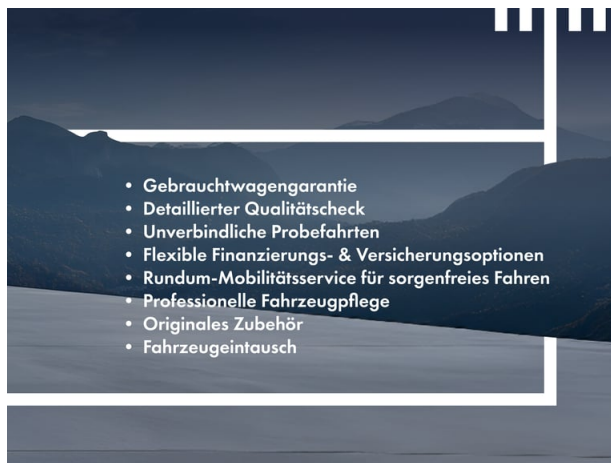 • Gebrauchtwagengarantie
• Detaillierter Qualitätscheck
• Unverbindliche Probefahrten
• Flexible Finanzierungs- & Versicherungsoptionen
• Rundum-Mobilitätsservice für sorgenfreies Fahren
• Professionelle Fahrzeugpflege
• Originales Zubehör
• Fahrzeugeintausch